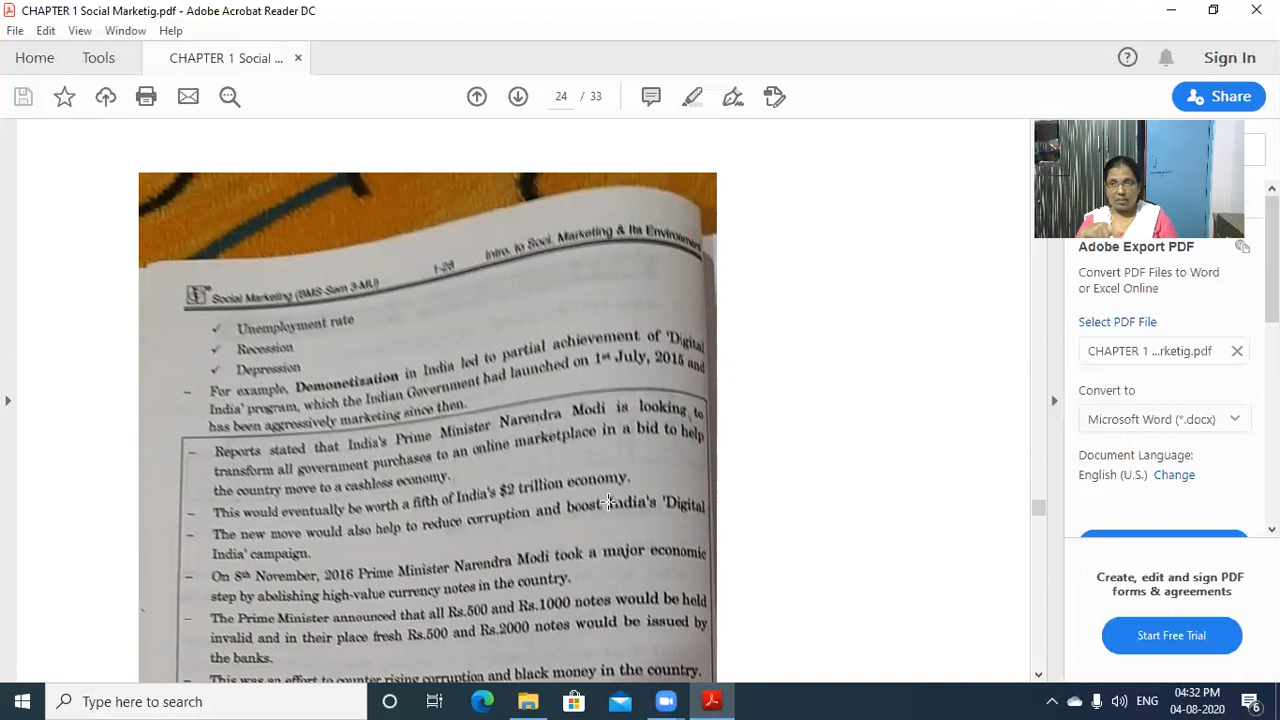 CHAPTER 1 Social Marketig.pdf - Adobe Acrobat Reader DC
File Edit View Window Help
Home Tools CHAPTER 1 Social ... × Sign In
24 / 33 Share
Social Marketing (BMS-Sem 3-MU) 1-28 Intro. to Socl. Marketing & Its Environment
✓ Unemployment rate
✓ Recession
✓ Depression
– For example, Demonetization in India led to partial achievement of 'Digital
India' program, which the Indian Government had launched on 1st July, 2015 and
has been aggressively marketing since then.
– Reports stated that India's Prime Minister Narendra Modi is looking to
transform all government purchases to an online marketplace in a bid to help
the country move to a cashless economy.
– This would eventually be worth a fifth of India's $2 trillion economy.
– The new move would also help to reduce corruption and boost India's 'Digital
India' campaign.
– On 8th November, 2016 Prime Minister Narendra Modi took a major economic
step by abolishing high-value currency notes in the country.
– The Prime Minister announced that all Rs.500 and Rs.1000 notes would be held
invalid and in their place fresh Rs.500 and Rs.2000 notes would be issued by
the banks.
– This was an effort to counter rising corruption and black money in the country.
Adobe Export PDF
Convert PDF Files to Word
or Excel Online
Select PDF File
CHAPTER 1 ...rketig.pdf ×
Convert to
Microsoft Word (*.docx)
Document Language:
English (U.S.) Change
Create, edit and sign PDF
forms & agreements
Start Free Trial
Type here to search
ENG
04:32 PM
04-08-2020
6